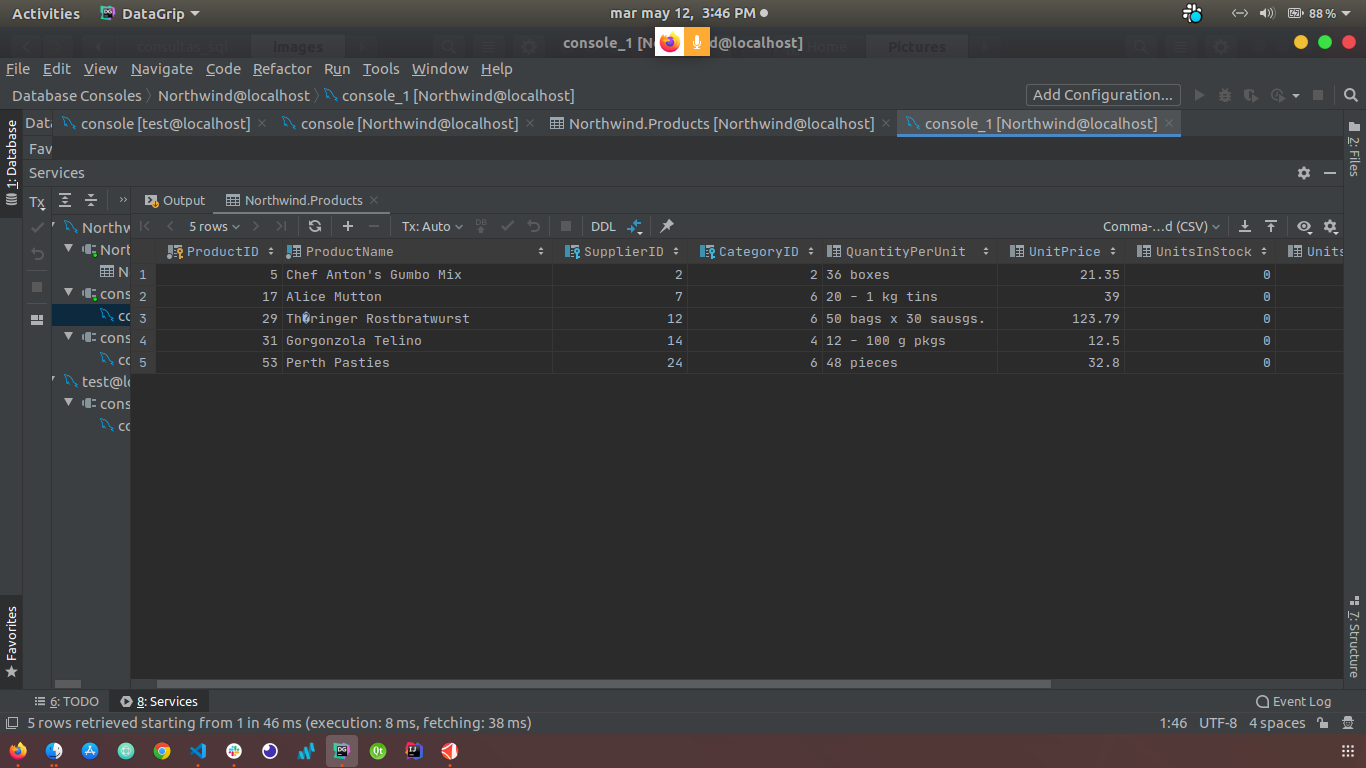 Activities DataGrip mar may 12, 3:46 PM 88 %
console_1 [No d@localhost]
File Edit View Navigate Code Refactor Run Tools Window Help
Database Consoles Northwind@localhost console_1 [Northwind@localhost] Add Configuration...
Data console [test@localhost] console [Northwind@localhost] Northwind.Products [Northwind@localhost] console_1 [Northwind@localhost]
1: Database
2: Files
Fav
Services
Tx Output Northwind.Products
Northw 5 rows Tx: Auto DDL Comma-...d (CSV)
ProductID ProductName SupplierID CategoryID QuantityPerUnit UnitPrice UnitsInStock Units
1 5 Chef Anton's Gumbo Mix 2 2 36 boxes 21.35 0
2 17 Alice Mutton 7 6 20 - 1 kg tins 39 0
3 29 Th�ringer Rostbratwurst 12 6 50 bags x 30 sausgs. 123.79 0
4 31 Gorgonzola Telino 14 4 12 - 100 g pkgs 12.5 0
5 53 Perth Pasties 24 6 48 pieces 32.8 0
Nort
N
cons
co
cons
co
test@lo
cons
co
Favorites
7: Structure
6: TODO 8: Services Event Log
5 rows retrieved starting from 1 in 46 ms (execution: 8 ms, fetching: 38 ms) 1:46 UTF-8 4 spaces